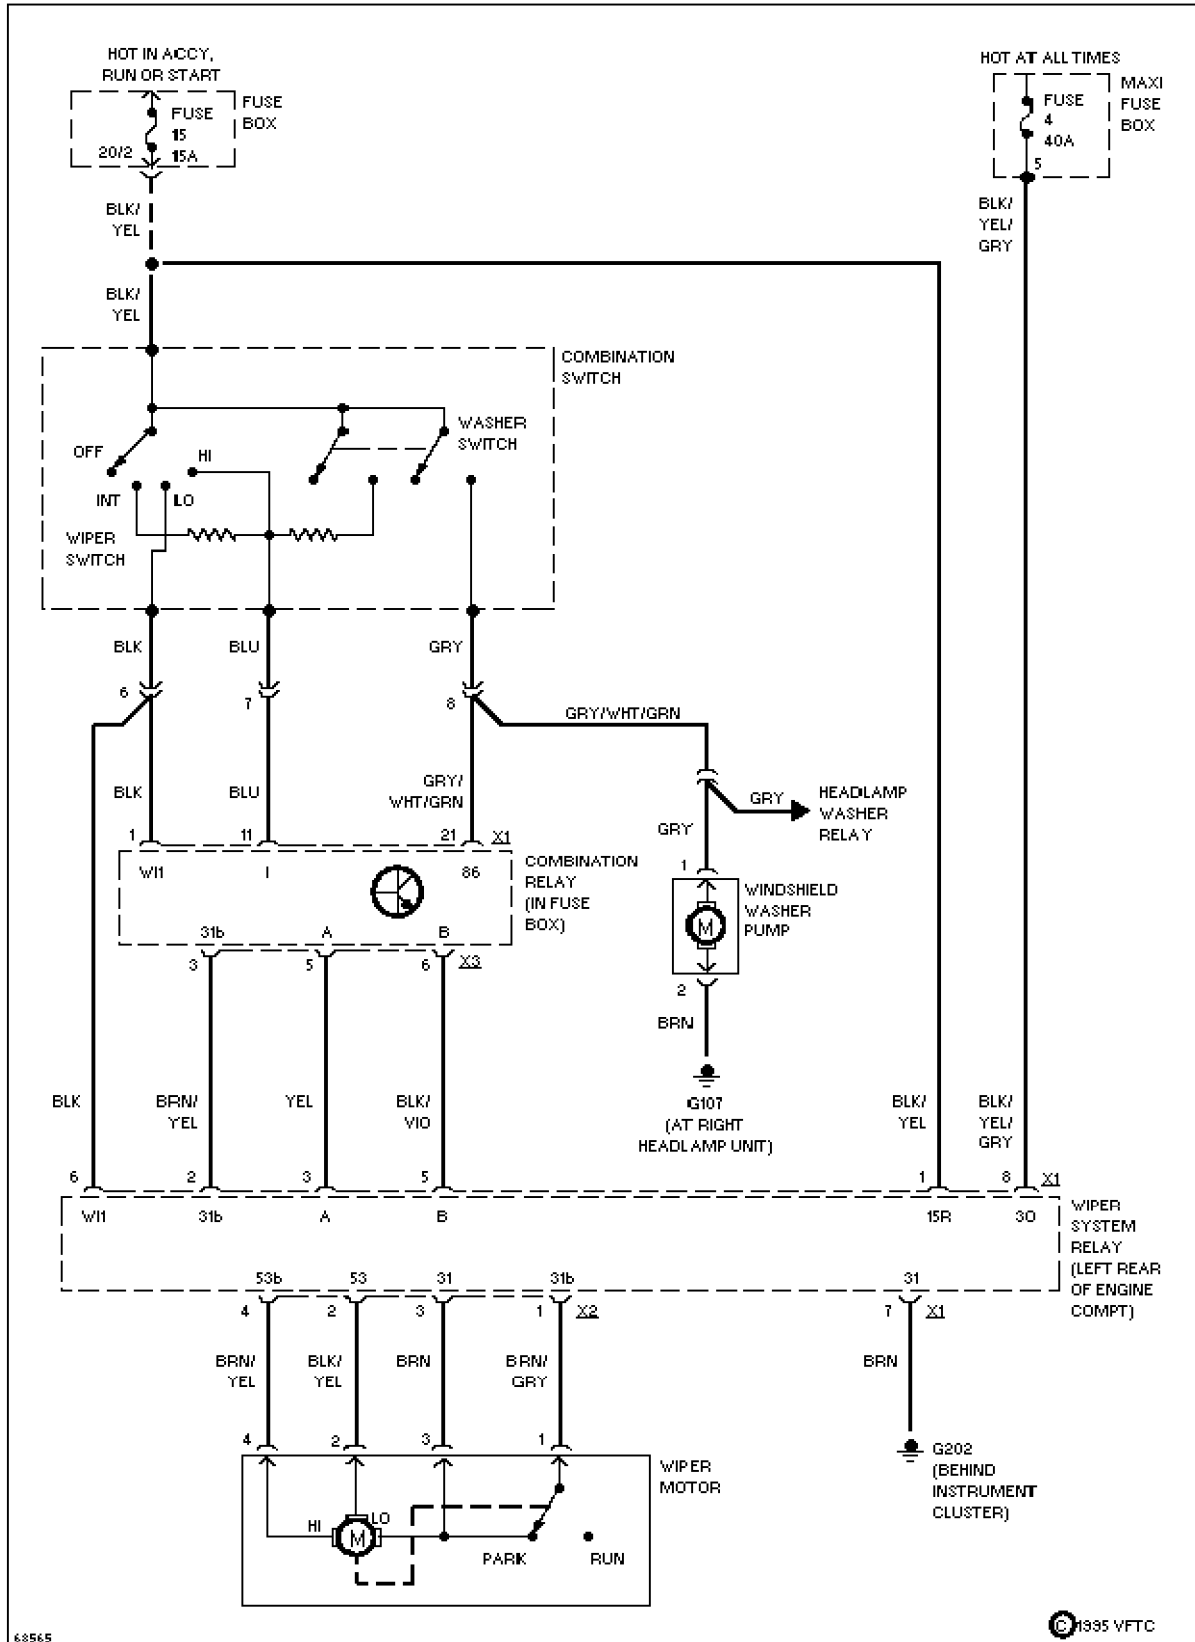 HOT IN ACCY,
RUN OR START
FUSE
BOX
FUSE
15
15A
20/2
HOT AT ALL TIMES
MAXI
FUSE
BOX
FUSE
4
40A
5
BLK/
YEL
BLK/
YEL/
GRY
BLK/
YEL
COMBINATION
SWITCH
WASHER
SWITCH
OFF
HI
INT
LO
WIPER
SWITCH
BLK
BLU
GRY
6
7
8
GRY/WHT/GRN
BLK
BLU
GRY/
WHT/GRN
GRY
HEADLAMP
WASHER
RELAY
GRY
1
11
21
X1
WI1
I
86
COMBINATION
RELAY
(IN FUSE
BOX)
1
WINDSHIELD
WASHER
PUMP
M
31b
A
B
3
5
6
X3
2
BRN
G107
(AT RIGHT
HEADLAMP UNIT)
BLK
BRN/
YEL
YEL
BLK/
VIO
BLK/
YEL
BLK/
YEL/
GRY
6
2
3
5
1
8
X1
WI1
31b
A
B
15R
30
WIPER
SYSTEM
RELAY
(LEFT REAR
OF ENGINE
COMPT)
53b
53
31
31b
31
4
2
3
1
X2
7
X1
BRN/
YEL
BLK/
YEL
BRN
BRN/
GRY
BRN
4
2
3
1
G202
(BEHIND
INSTRUMENT
CLUSTER)
WIPER
MOTOR
HI
M
LO
PARK
RUN
© 1995 VFTC
68565